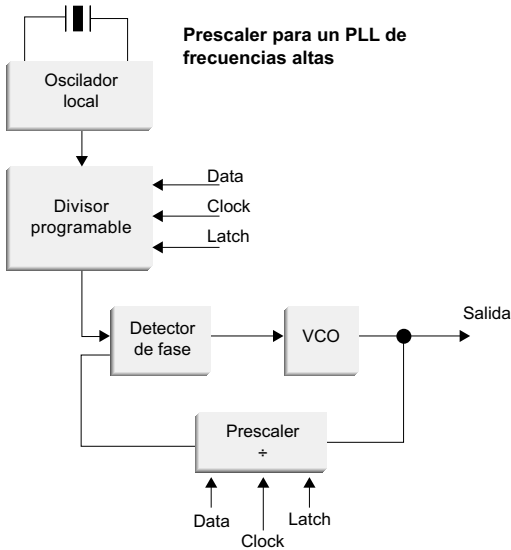 Prescaler para un PLL de
frecuencias altas
Oscilador
local
Divisor
programable
Data
Clock
Latch
Detector
de fase
VCO
Salida
Prescaler
÷
Data
Clock
Latch